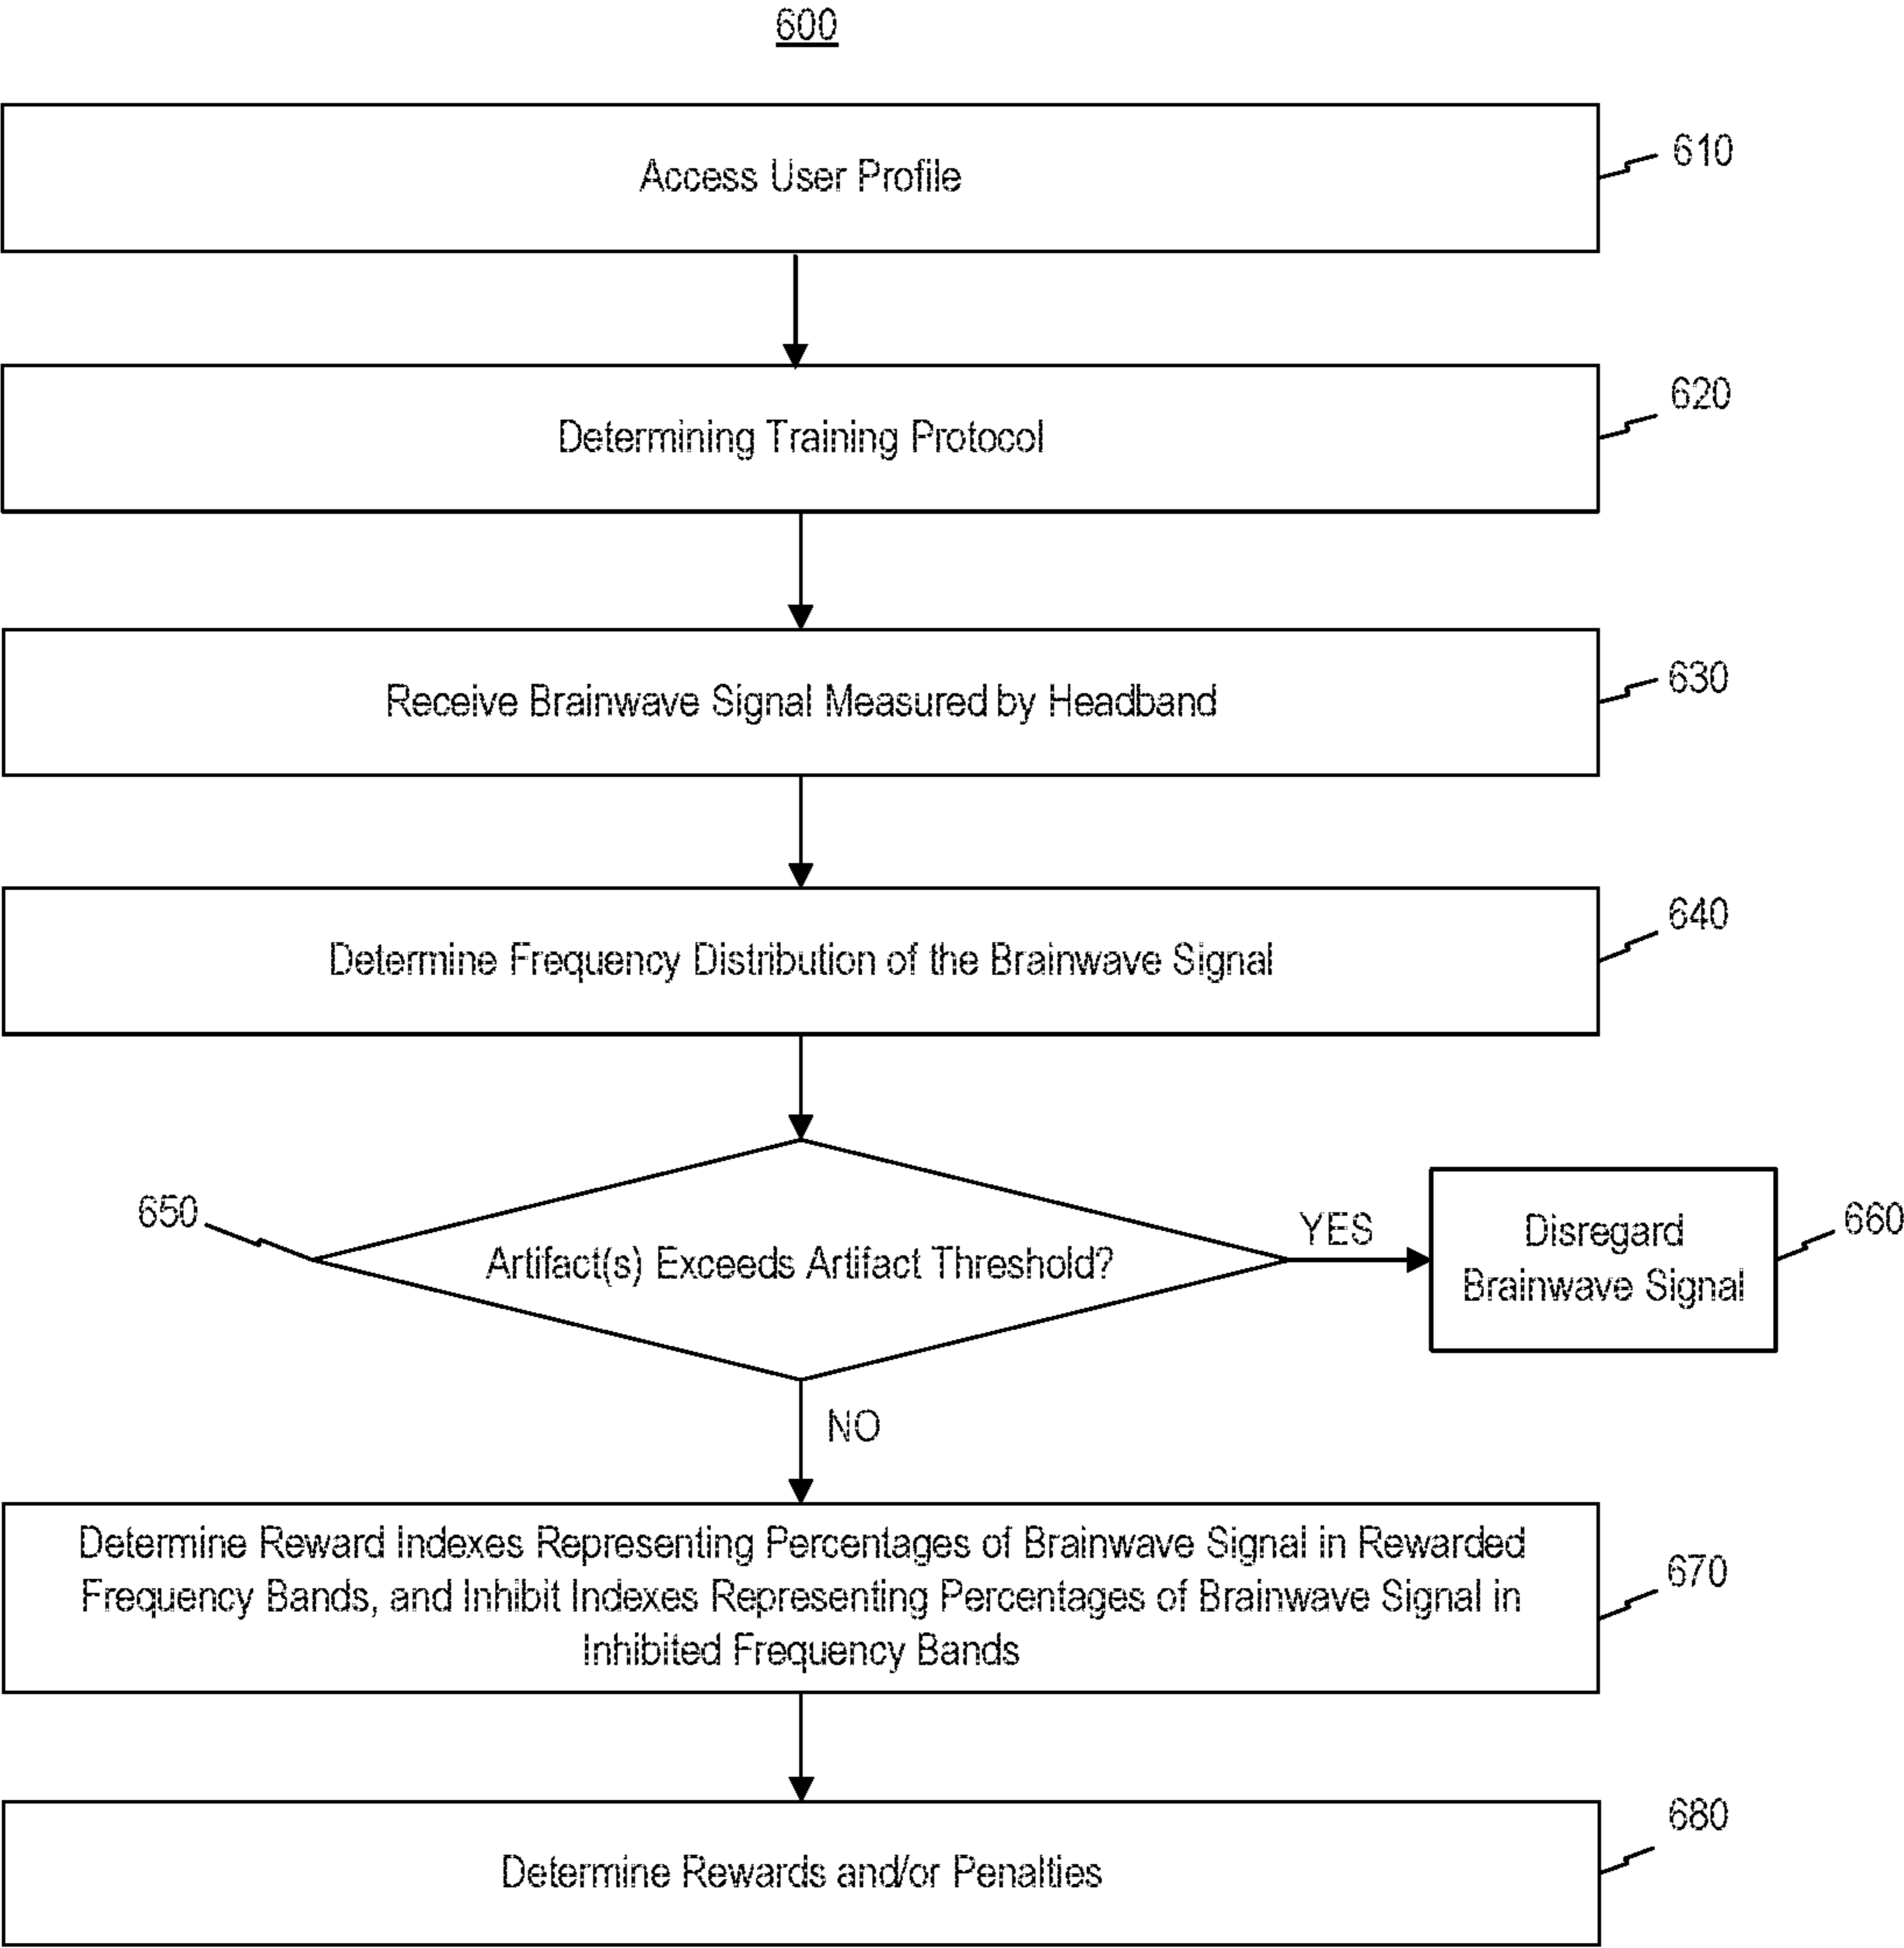 600
Access User Profile
610
Determining Training Protocol
620
Receive Brainwave Signal Measured by Headband
630
Determine Frequency Distribution of the Brainwave Signal
640
650
Artifact(s) Exceeds Artifact Threshold?
YES
Disregard
Brainwave Signal
660
NO
Determine Reward Indexes Representing Percentages of Brainwave Signal in Rewarded
Frequency Bands, and Inhibit Indexes Representing Percentages of Brainwave Signal in
Inhibited Frequency Bands
670
Determine Rewards and/or Penalties
680